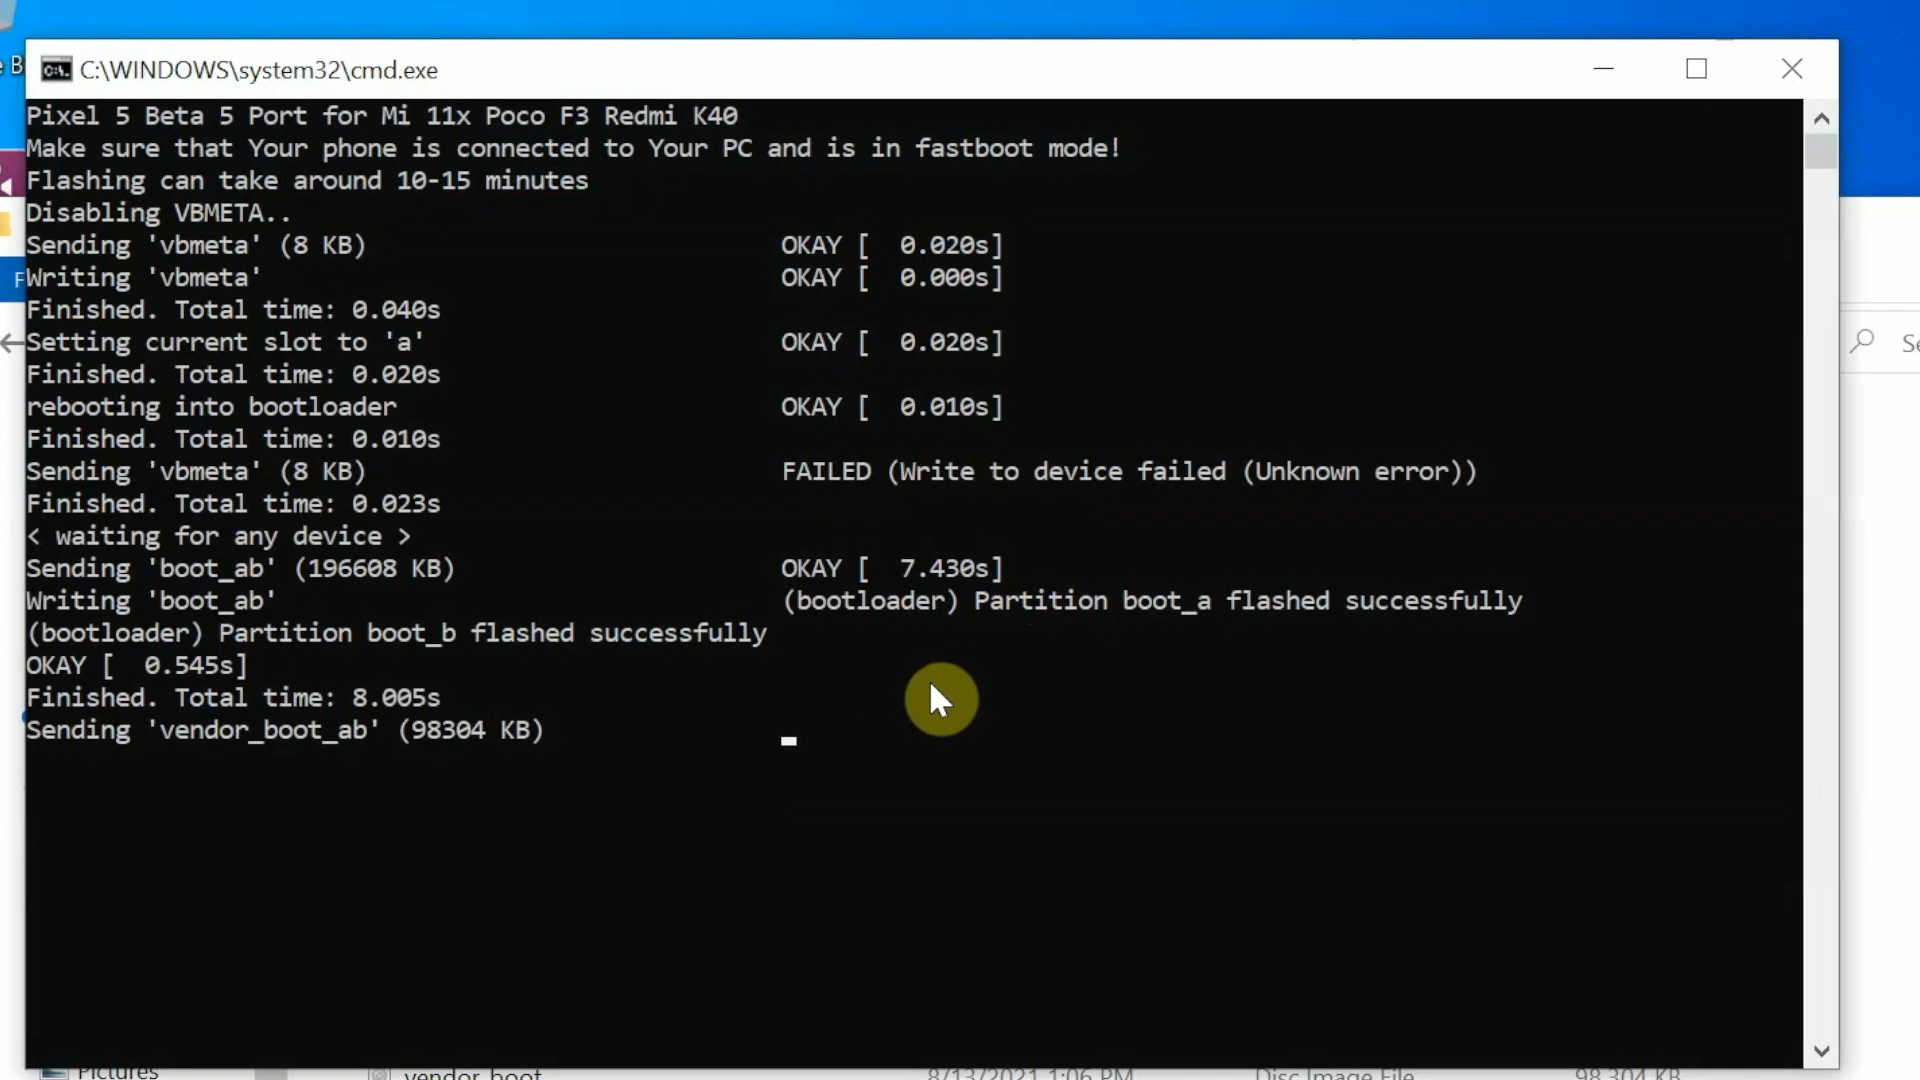 C:\WINDOWS\system32\cmd.exe
Pixel 5 Beta 5 Port for Mi 11x Poco F3 Redmi K40
Make sure that Your phone is connected to Your PC and is in fastboot mode!
Flashing can take around 10-15 minutes
Disabling VBMETA..
Sending 'vbmeta' (8 KB) OKAY [ 0.020s]
Writing 'vbmeta' OKAY [ 0.000s]
Finished. Total time: 0.040s
Setting current slot to 'a' OKAY [ 0.020s]
Finished. Total time: 0.020s
rebooting into bootloader OKAY [ 0.010s]
Finished. Total time: 0.010s
Sending 'vbmeta' (8 KB) FAILED (Write to device failed (Unknown error))
Finished. Total time: 0.023s
< waiting for any device >
Sending 'boot_ab' (196608 KB) OKAY [ 7.430s]
Writing 'boot_ab' (bootloader) Partition boot_a flashed successfully
(bootloader) Partition boot_b flashed successfully
OKAY [ 0.545s]
Finished. Total time: 8.005s
Sending 'vendor_boot_ab' (98304 KB)
Pictures vendor_boot 8/13/2021 1:06 PM Disc Image File 98,304 KB